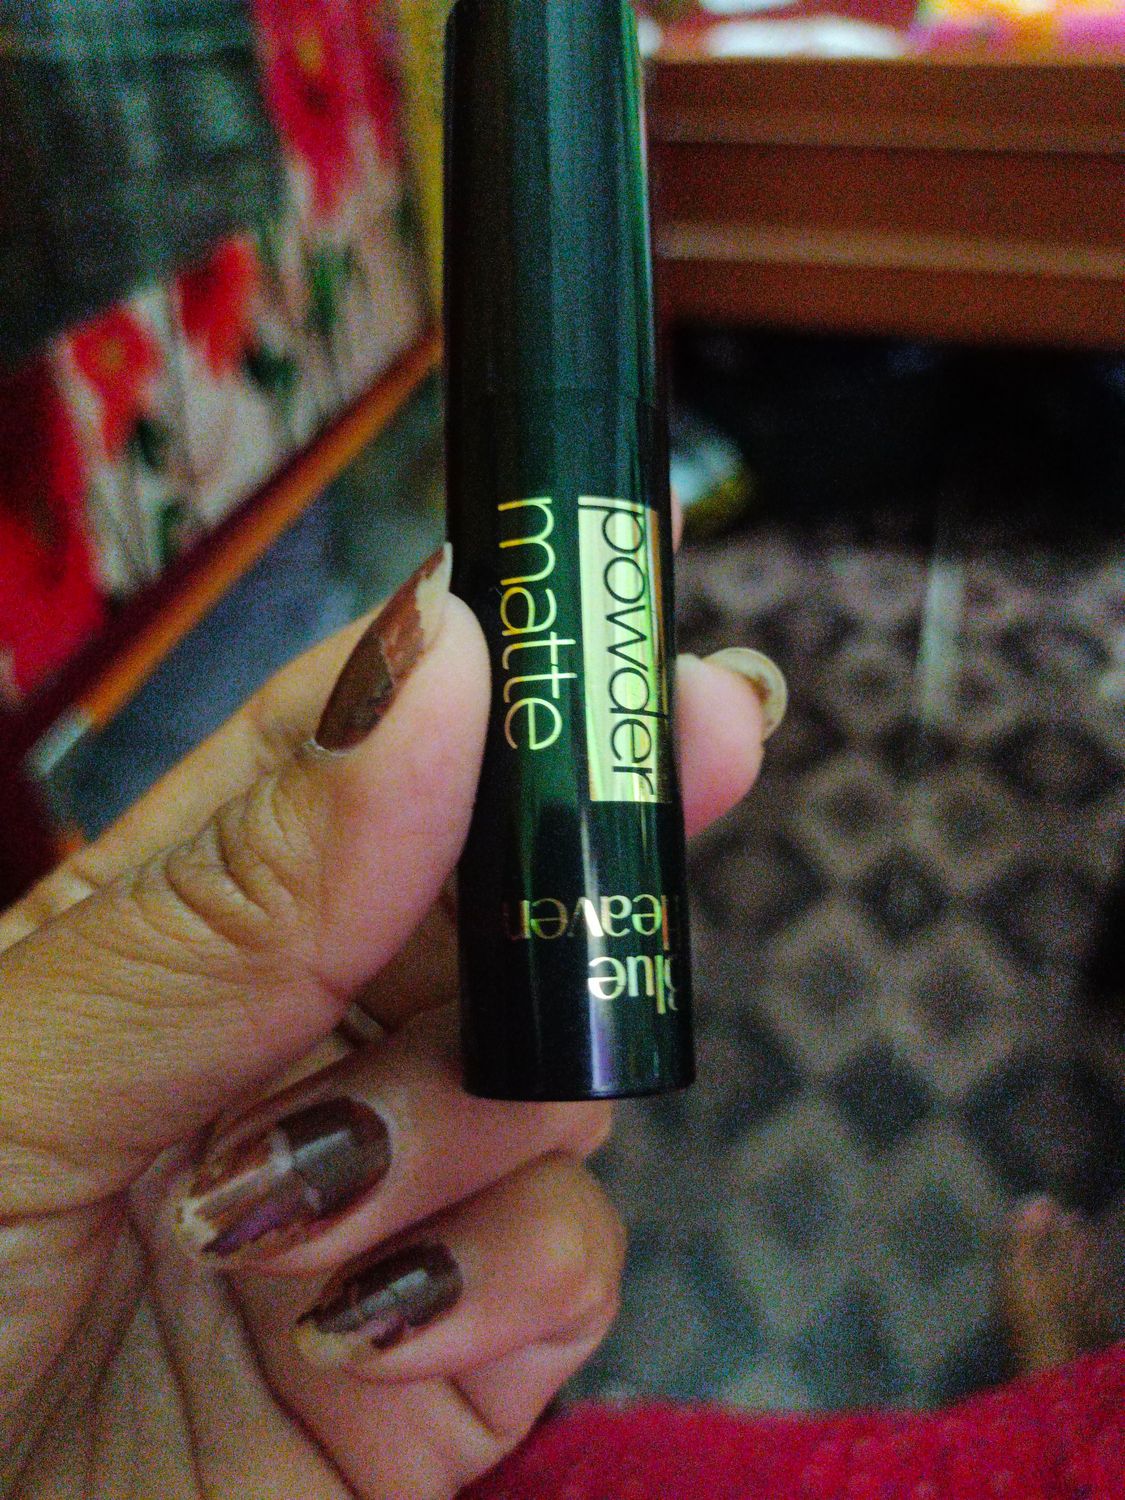 powder
matte
Blue
Heaven